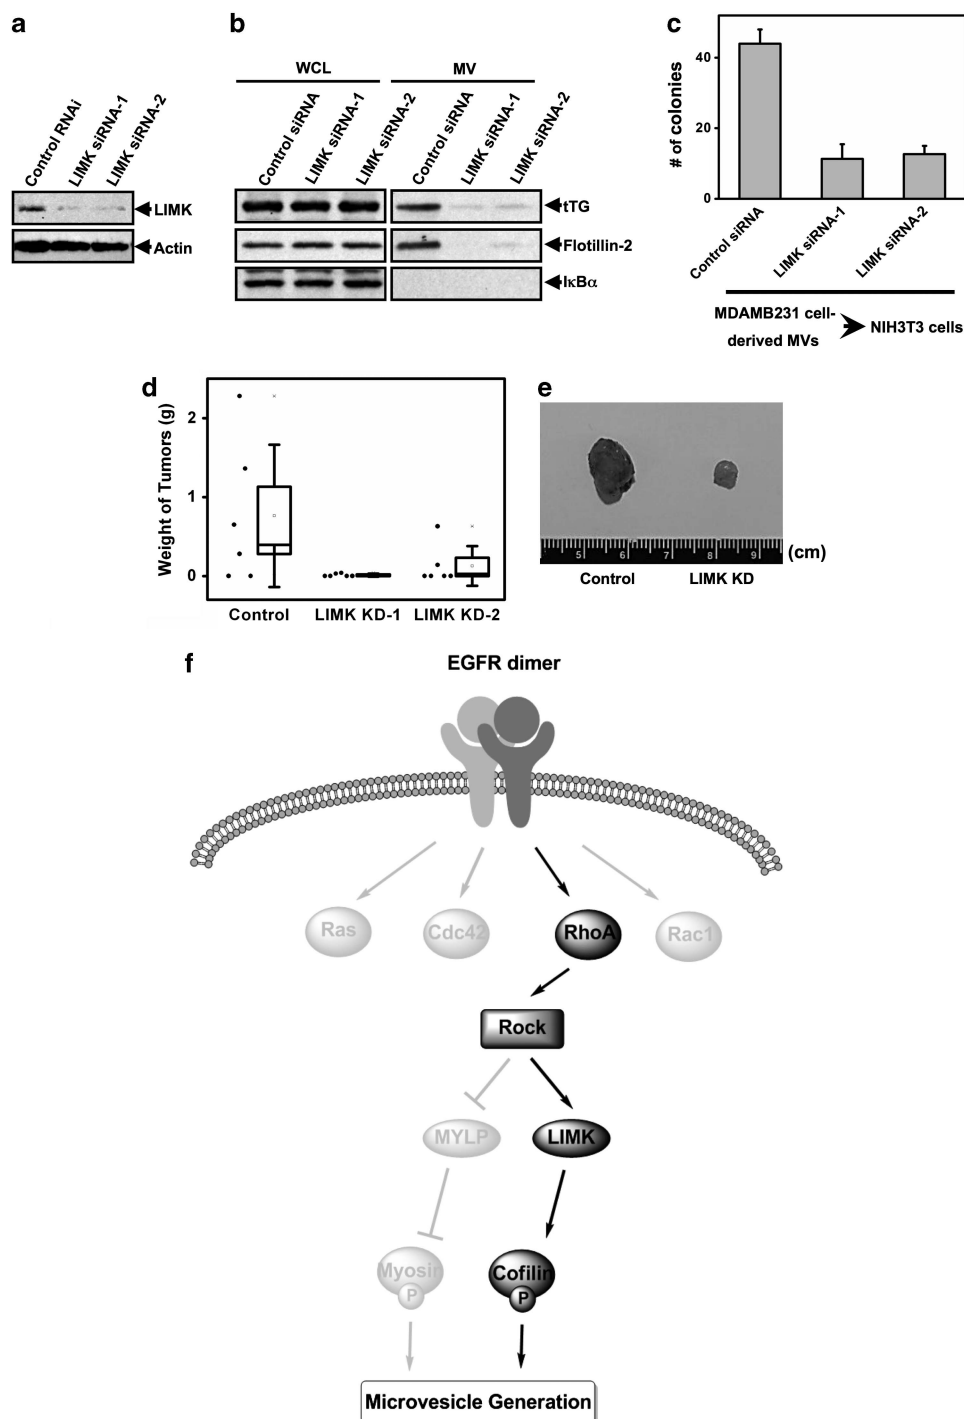 a
Control RNAi
LIMK siRNA-1
LIMK siRNA-2
LIMK
Actin
b
WCL
MV
Control siRNA
LIMK siRNA-1
LIMK siRNA-2
Control siRNA
LIMK siRNA-1
LIMK siRNA-2
tTG
Flotillin-2
IκBα
c
# of colonies
40
20
0
Control siRNA
LIMK siRNA-1
LIMK siRNA-2
MDAMB231 cell-
derived MVs
NIH3T3 cells
d
Weight of Tumors (g)
2
1
0
Control
LIMK KD-1
LIMK KD-2
e
5 6 7 8 9
(cm)
Control
LIMK KD
f
EGFR dimer
Ras
Cdc42
RhoA
Rac1
Rock
MYLP
LIMK
Myosin
P
Cofilin
P
Microvesicle Generation